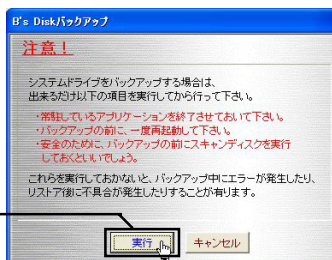 B's Diskバックアップ
注意！
システムドライブをバックアップする場合は、
出来るだけ以下の項目を実行してから行って下さい。
・常駐しているアプリケーションを終了させておいて下さい。
・バックアップの前に、一度再起動して下さい。
・安全のために、バックアップの前にスキャンディスクを実行
しておくといいでしょう。
これらを実行しておかないと、バックアップ中にエラーが発生したり、
リストア後に不具合が発生したりすることが有ります。
実行
キャンセル